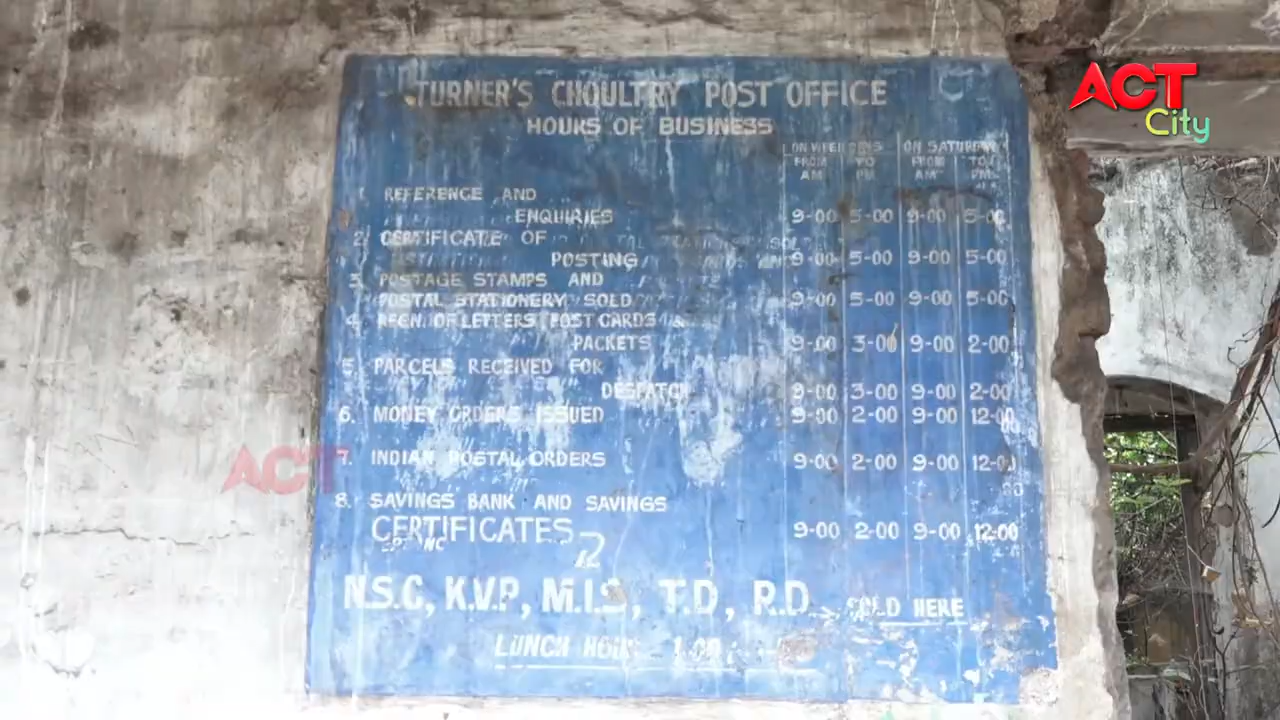 TURNER'S CHOULTRY POST OFFICE
HOURS OF BUSINESS
ON WEEK DAYS ON SATURDAY
FROM TO FROM TO
AM PM AM PM
1. REFERENCE AND
ENQUIRIES 9-00 5-00 9-00 5-00
2. CERTIFICATE OF
POSTING 9-00 5-00 9-00 5-00
3. POSTAGE STAMPS AND
POSTAL STATIONERY SOLD 9-00 5-00 9-00 5-00
4. REGN. OF LETTERS POST CARDS &
PACKETS 9-00 3-00 9-00 2-00
5. PARCELS RECEIVED FOR
DESPATCH 9-00 3-00 9-00 2-00
6. MONEY ORDERS ISSUED 9-00 2-00 9-00 12-00
7. INDIAN POSTAL ORDERS 9-00 2-00 9-00 12-00
8. SAVINGS BANK AND SAVINGS
CERTIFICATES 9-00 2-00 9-00 12-00
N.S.C, K.V.P, M.I.S, T.D, R.D. SOLD HERE
LUNCH HOUR 1.00
ACT
City
ACT